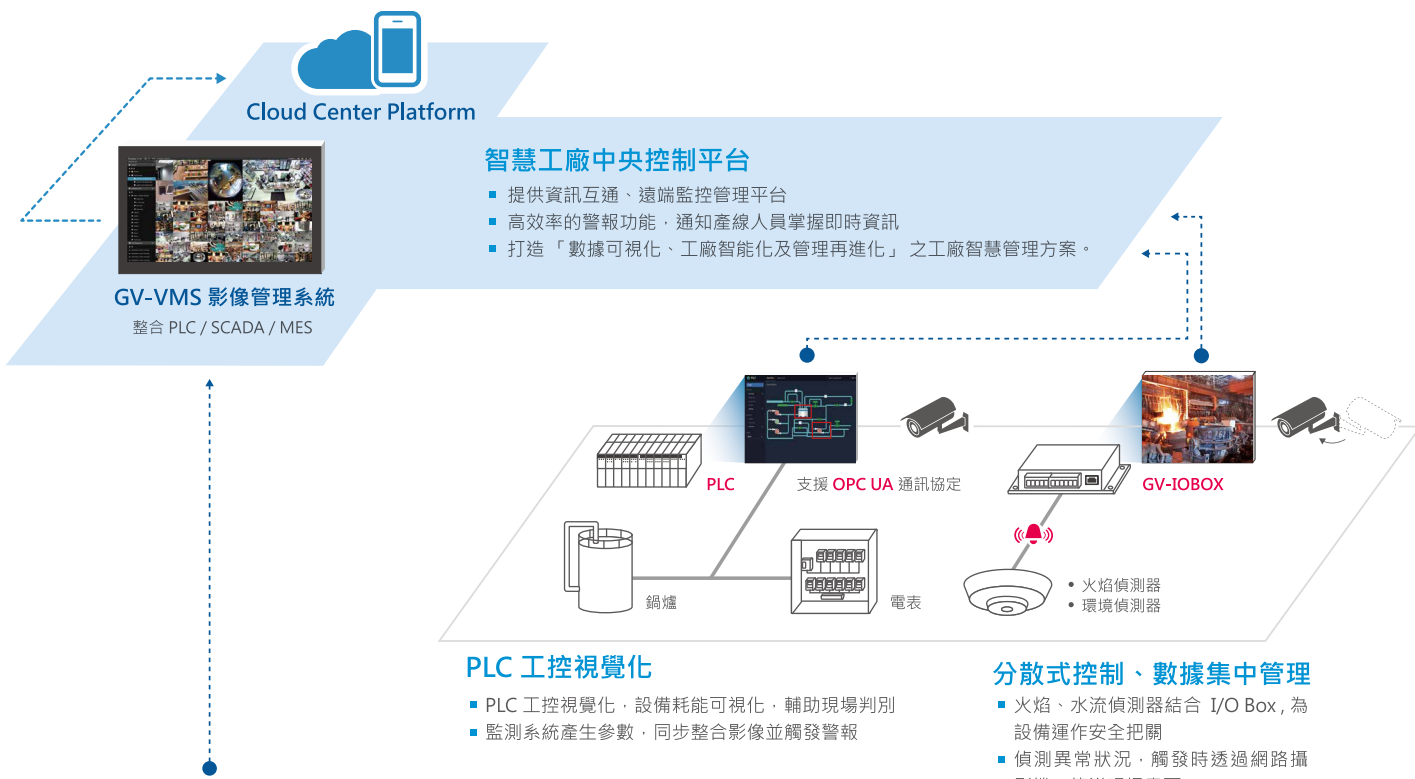 Cloud Center Platform
智慧工廠中央控制平台
▪ 提供資訊互通、遠端監控管理平台
▪ 高效率的警報功能，通知產線人員掌握即時資訊
▪ 打造「數據可視化、工廠智能化及管理再進化」之工廠智慧管理方案。
GV-VMS 影像管理系統
整合 PLC / SCADA / MES
PLC
支援 OPC UA 通訊協定
GV-IOBOX
鍋爐
電表
• 火焰偵測器
• 環境偵測器
PLC 工控視覺化
▪ PLC 工控視覺化，設備耗能可視化，輔助現場判別
▪ 監測系統產生參數，同步整合影像並觸發警報
分散式控制、數據集中管理
▪ 火焰、水流偵測器結合 I/O Box , 為
設備運作安全把關
▪ 偵測異常狀況，觸發時透過網路攝